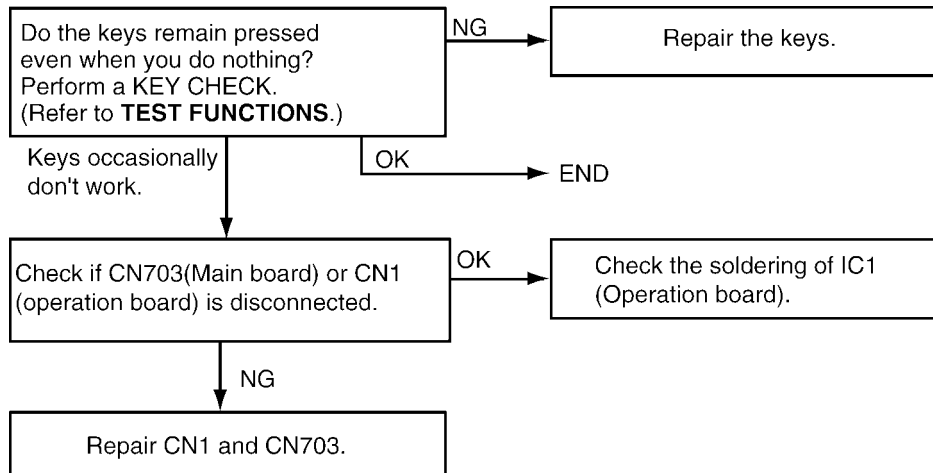 Do the keys remain pressed
even when you do nothing?
Perform a KEY CHECK.
(Refer to TEST FUNCTIONS.)
NG
Repair the keys.
Keys occasionally
don't work.
OK
END
Check if CN703(Main board) or CN1
(operation board) is disconnected.
OK
Check the soldering of IC1
(Operation board).
NG
Repair CN1 and CN703.